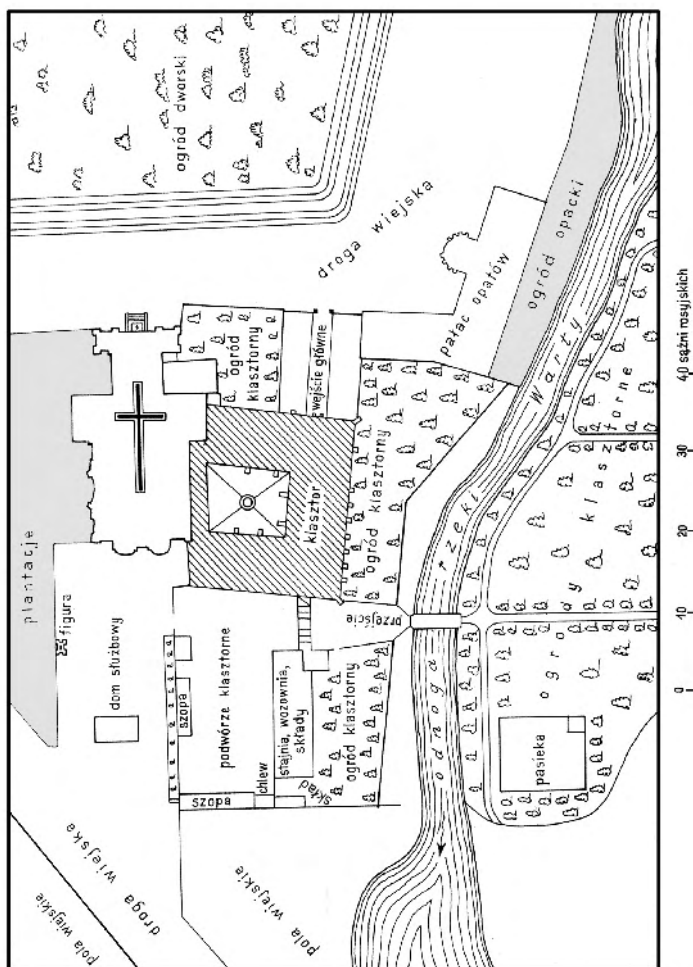 ogród dworski
droga wiejska
plantacje
ogród
klasztorny
wejście główne
pałac opatów
ogród opacki
klasztor
ogród klasztorny
odnoga rzeki Warty
ogrody klasztorne
figura
dom służbowy
szopa
podwórze klasztorne
stajnia, wozownia,
składy
przejście
ogród klasztorny
skład
chlew
szopa
pasieka
droga wiejska
pola wiejskie
pola wiejskie
0 10 20 30 40 sążni rosyjskich